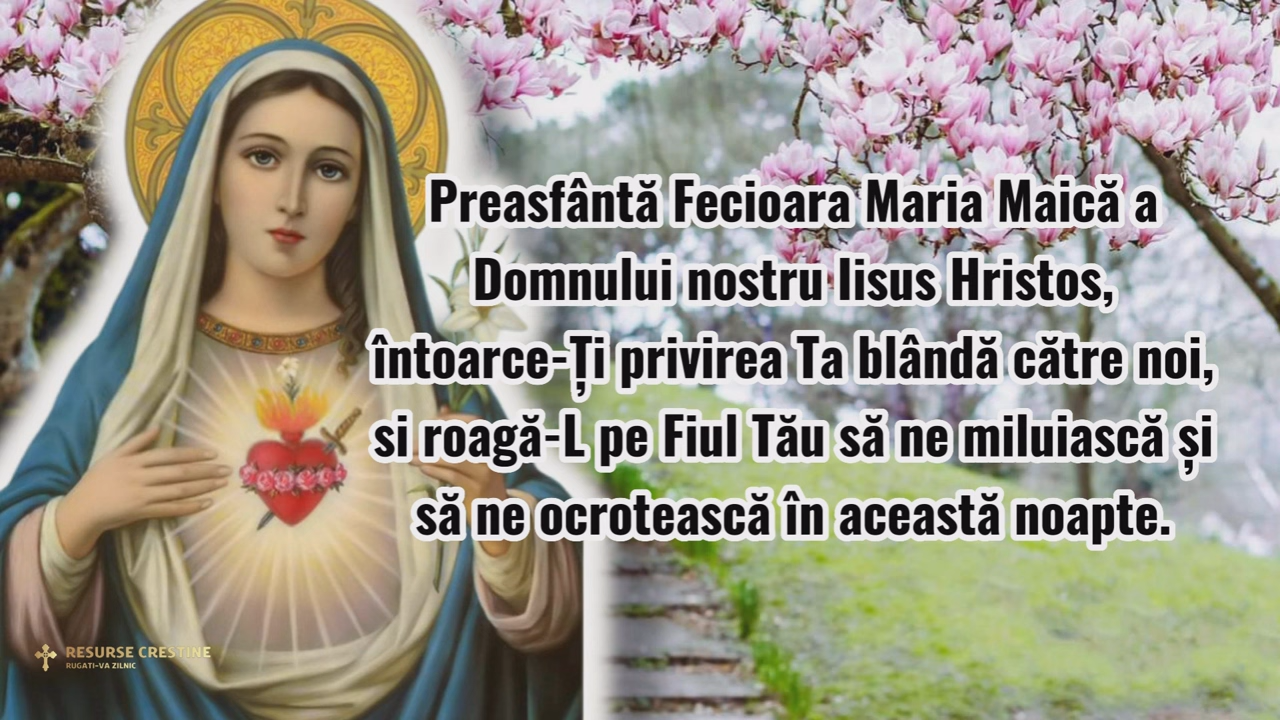 Preasfântă Fecioara Maria Maică a
Domnului nostru Iisus Hristos,
întoarce-Ți privirea Ta blândă către noi,
si roagă-L pe Fiul Tău să ne miluiască și
să ne ocrotească în această noapte.
RESURSE CRESTINE
RUGATI-VA ZILNIC